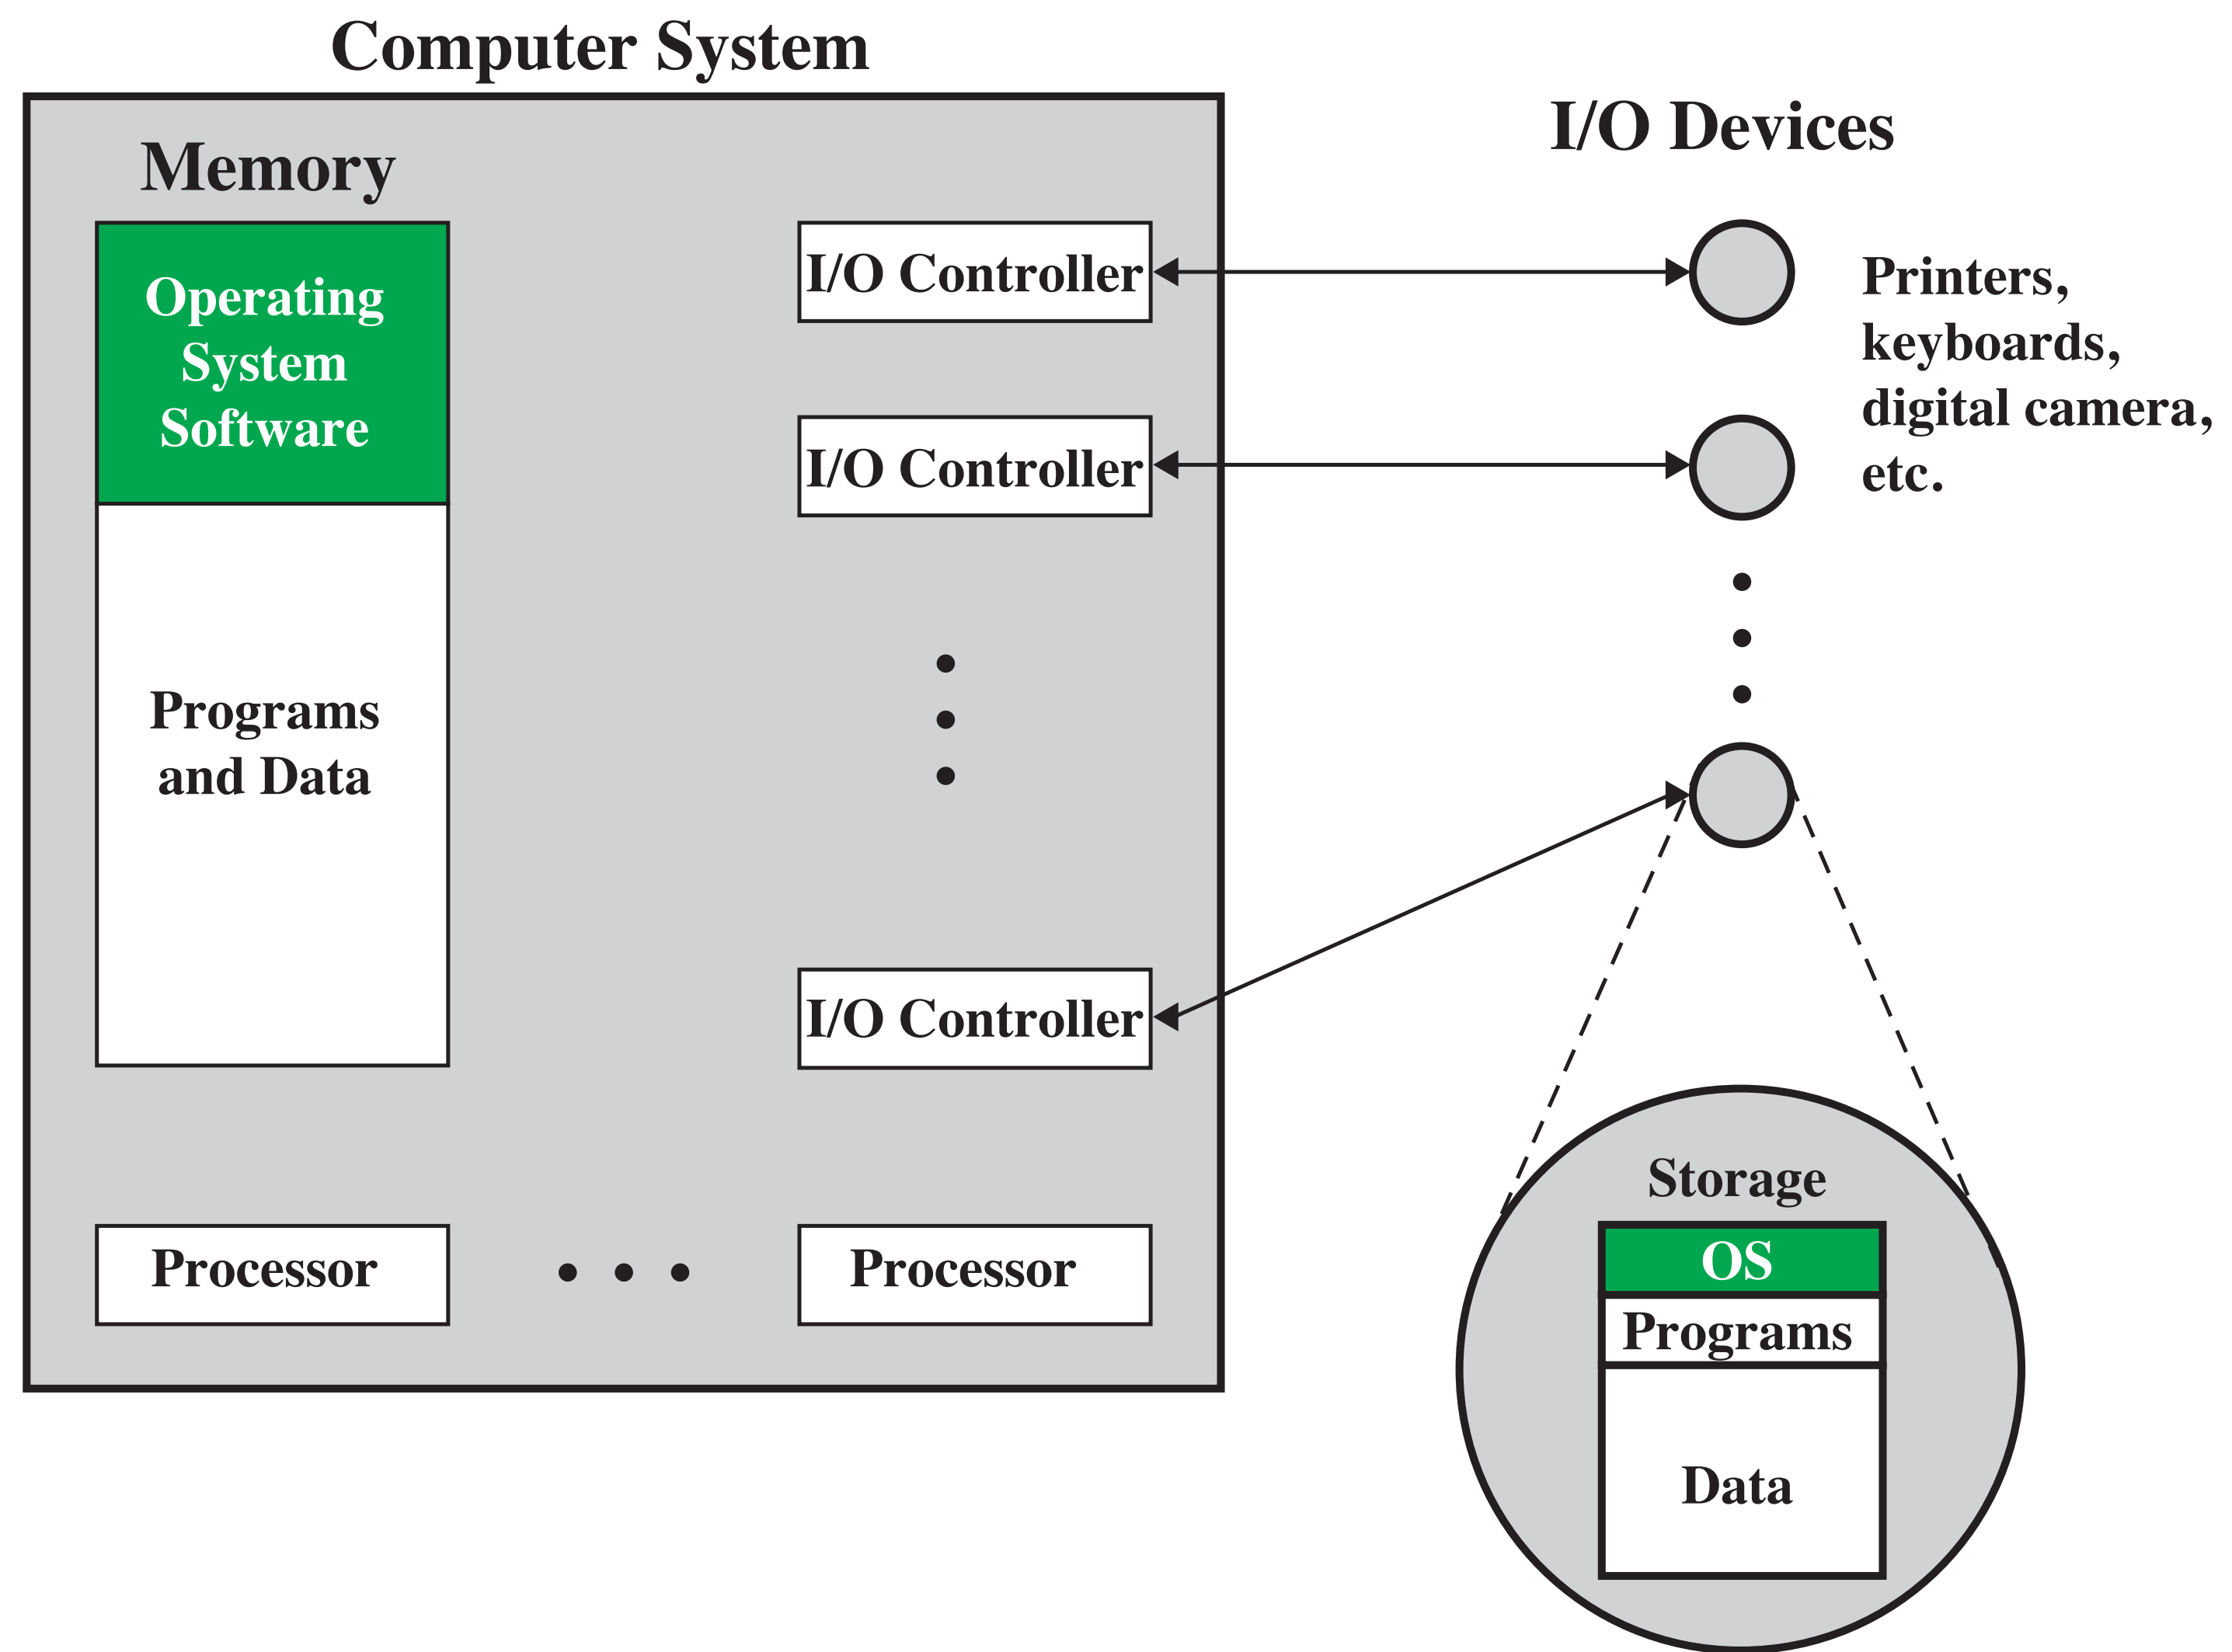 Computer System
I/O Devices
Memory
Operating
System
Software
Programs
and Data
I/O Controller
I/O Controller
I/O Controller
Processor
Processor
Printers,
keyboards,
digital camera,
etc.
Storage
OS
Programs
Data